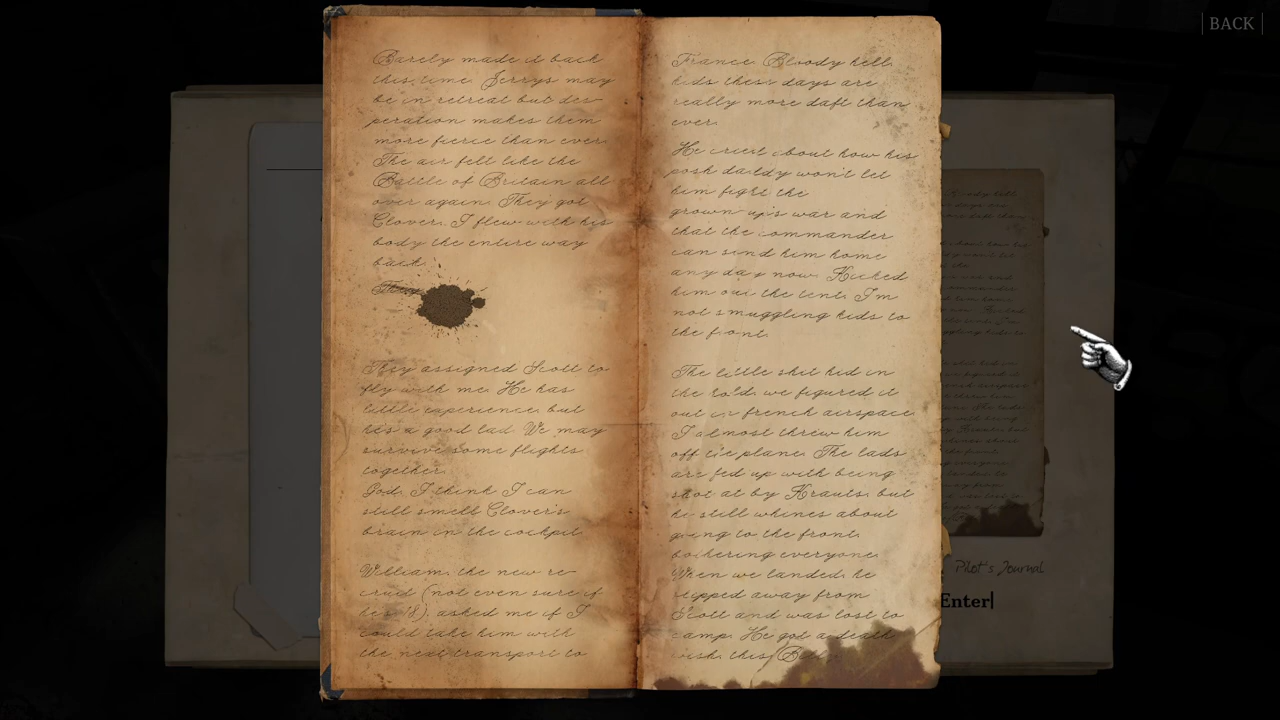 Barely made it back
this time. Jerrys may
be in retreat but des-
peration makes them
more fierce than ever.
The air felt like the
Battle of Britain all
over again. They got
Clover. I flew with his
body the entire way
back.
They assigned Scott to
fly with me. He has
little experience, but
he's a good lad. We may
survive some flights
together.
God, I think I can
still smell Clover's
brain in the cockpit
William, the new re-
cruit (not even sure if
he's 18), asked me if I
could take him with
the next transport to
France. Bloody hell,
kids these days are
really more daft than
ever.
He cried about how his
posh daddy won't let
him fight the
grown up's war and
that the commander
can send him home
any day now. Kicked
him out the tent. I'm
not smuggling kids to
the front.
The little shit hid in
the hold, we figured it
out in french airspace.
I almost threw him
off the plane. The lads
are fed up with being
shot at by Krauts, but
he still whines about
going to the front,
bothering everyone.
When we landed, he
slipped away from
Scott and was lost to
camp. He got a death
wish, this Billy
BACK
Pilot's Journal
Enter